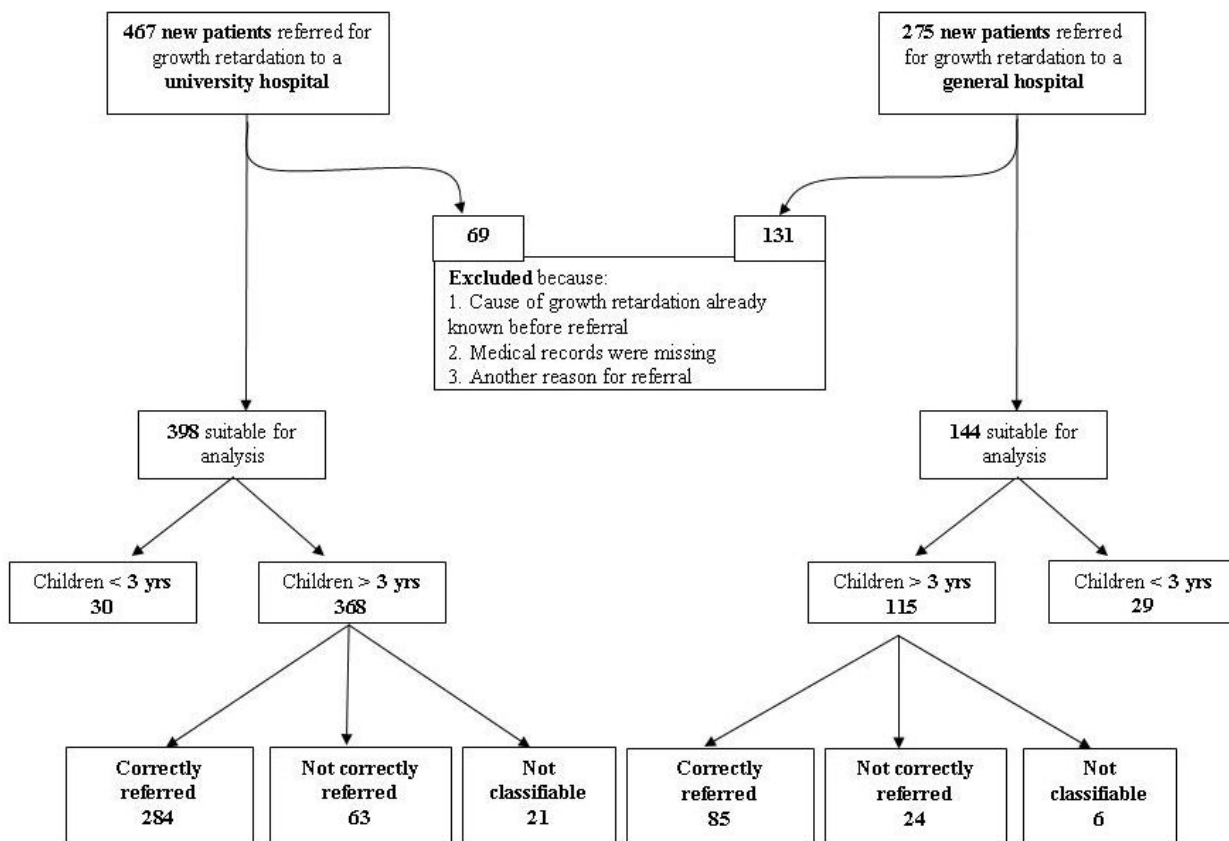 467 new patients referred for
growth retardation to a
university hospital
275 new patients referred
for growth retardation to a
general hospital
69
131
Excluded because:
1. Cause of growth retardation already
known before referral
2. Medical records were missing
3. Another reason for referral
398 suitable for
analysis
144 suitable for
analysis
Children < 3 yrs
30
Children > 3 yrs
368
Children > 3 yrs
115
Children < 3 yrs
29
Correctly
referred
284
Not correctly
referred
63
Not
classifiable
21
Correctly
referred
85
Not correctly
referred
24
Not
classifiable
6